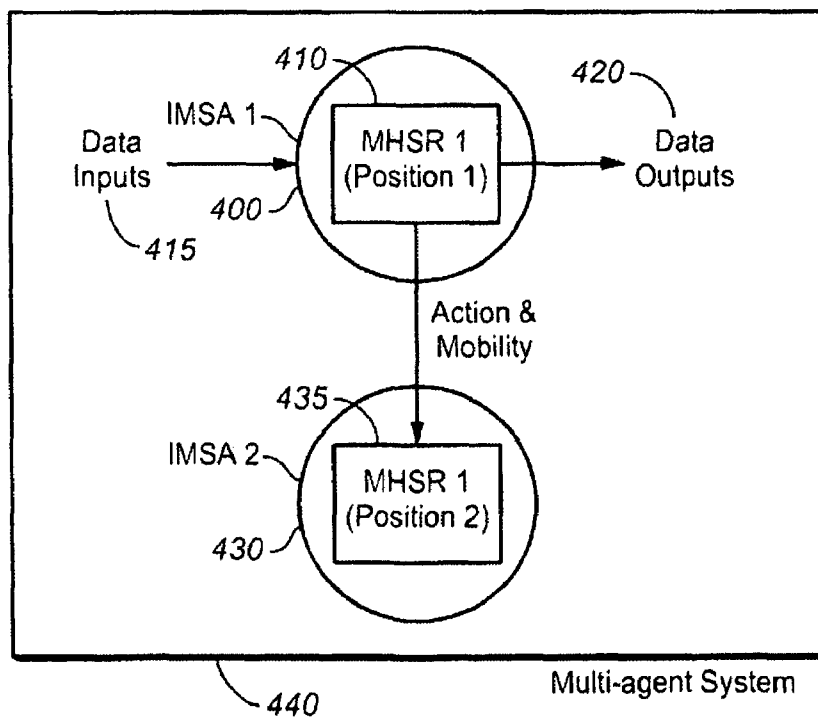 410
420
IMSA 1
MHSR 1
(Position 1)
Data
Inputs
Data
Outputs
400
415
Action &
Mobility
435
IMSA 2
MHSR 1
(Position 2)
430
440
Multi-agent System